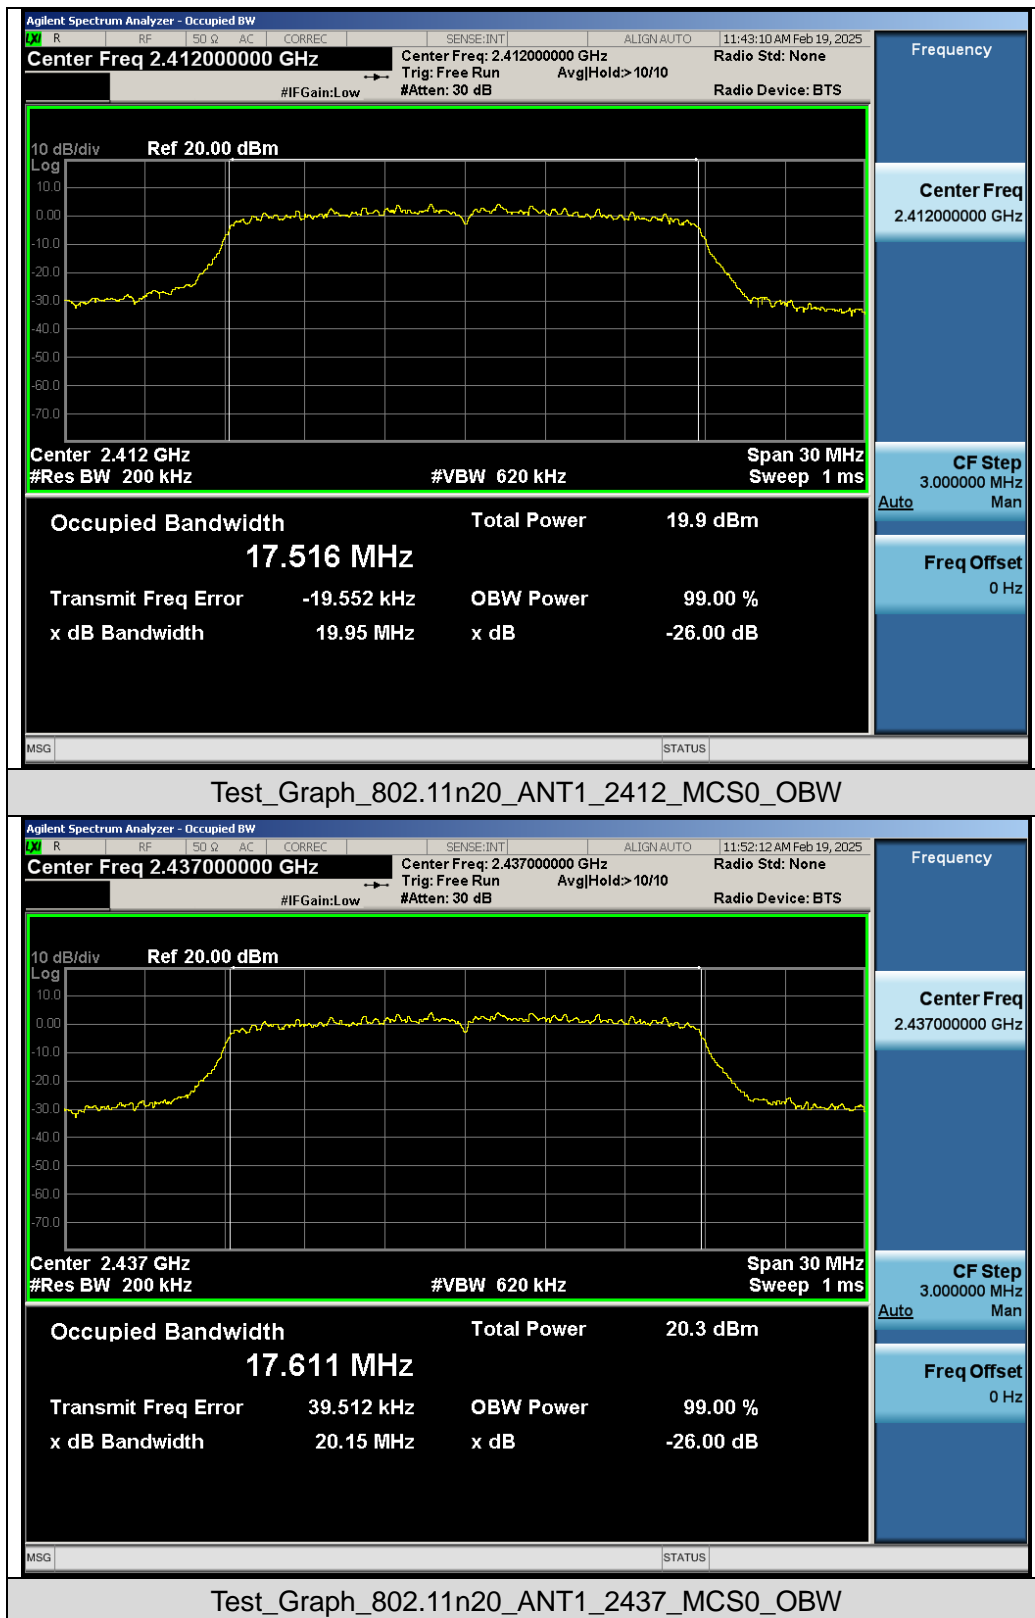 Agilent Spectrum Analyzer - Occupied BW
LXI R RF 50 Ω AC CORREC SENSE:INT ALIGN AUTO 11:43:10 AM Feb 19, 2025
Center Freq 2.412000000 GHz Center Freq: 2.412000000 GHz Radio Std: None
Trig: Free Run Avg|Hold:>10/10
#IFGain:Low #Atten: 30 dB Radio Device: BTS
Frequency
10 dB/div Ref 20.00 dBm
Log
10.0
0.00
-10.0
-20.0
-30.0
-40.0
-50.0
-60.0
-70.0
Center Freq
2.412000000 GHz
Center 2.412 GHz Span 30 MHz
#Res BW 200 kHz #VBW 620 kHz Sweep 1 ms
CF Step
3.000000 MHz
Auto Man
Occupied Bandwidth Total Power 19.9 dBm
17.516 MHz
Freq Offset
0 Hz
Transmit Freq Error -19.552 kHz OBW Power 99.00 %
x dB Bandwidth 19.95 MHz x dB -26.00 dB
MSG STATUS
Test_Graph_802.11n20_ANT1_2412_MCS0_OBW
Agilent Spectrum Analyzer - Occupied BW
LXI R RF 50 Ω AC CORREC SENSE:INT ALIGN AUTO 11:52:12 AM Feb 19, 2025
Center Freq 2.437000000 GHz Center Freq: 2.437000000 GHz Radio Std: None
Trig: Free Run Avg|Hold:>10/10
#IFGain:Low #Atten: 30 dB Radio Device: BTS
Frequency
10 dB/div Ref 20.00 dBm
Log
10.0
0.00
-10.0
-20.0
-30.0
-40.0
-50.0
-60.0
-70.0
Center Freq
2.437000000 GHz
Center 2.437 GHz Span 30 MHz
#Res BW 200 kHz #VBW 620 kHz Sweep 1 ms
CF Step
3.000000 MHz
Auto Man
Occupied Bandwidth Total Power 20.3 dBm
17.611 MHz
Freq Offset
0 Hz
Transmit Freq Error 39.512 kHz OBW Power 99.00 %
x dB Bandwidth 20.15 MHz x dB -26.00 dB
MSG STATUS
Test_Graph_802.11n20_ANT1_2437_MCS0_OBW